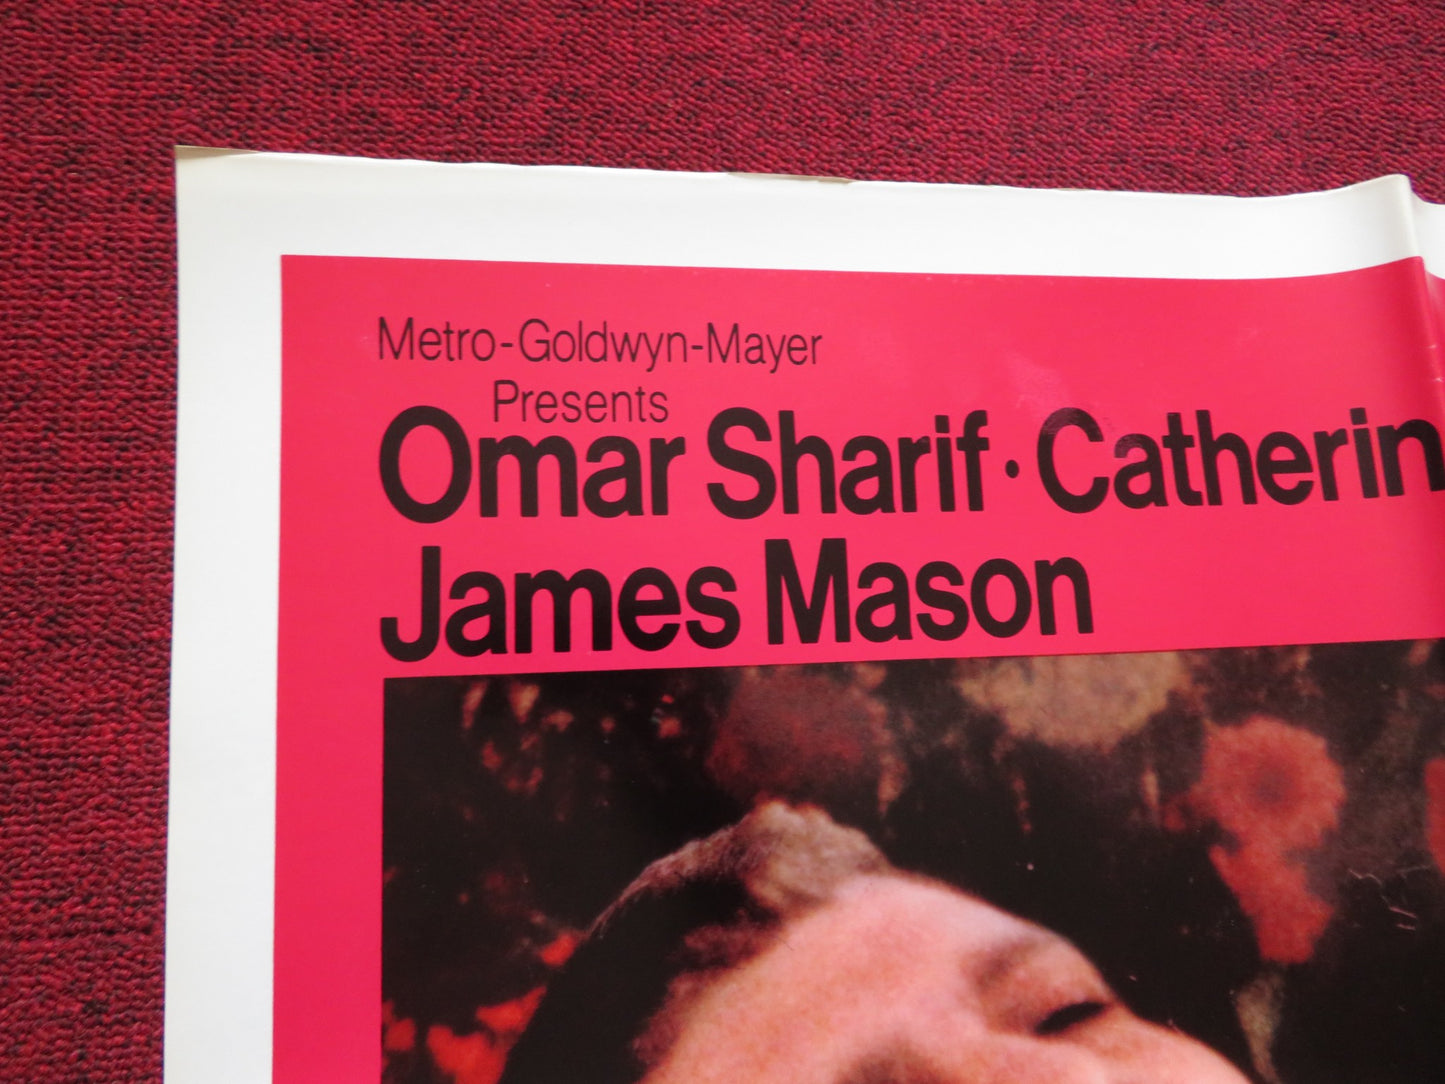 Metro-Goldwyn-Mayer
Presents
Omar Sharif · Catherin
James Mason